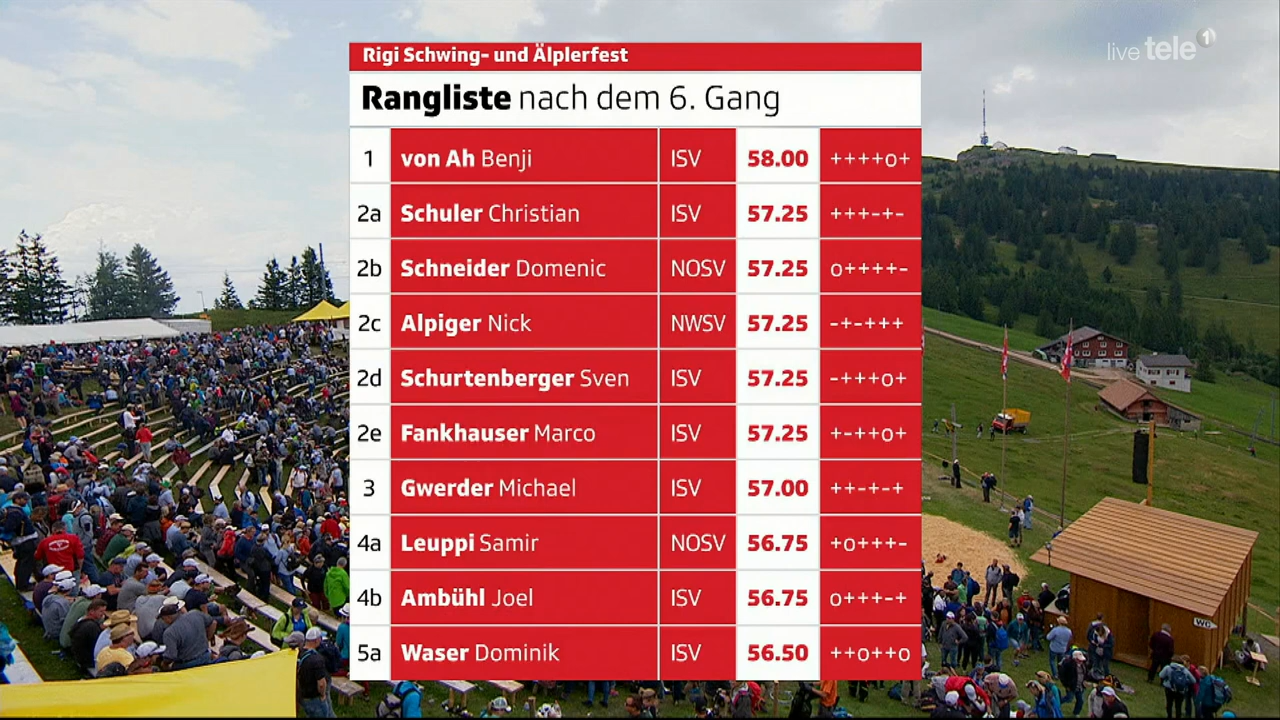 live tele 1
Rigi Schwing- und Älplerfest
Rangliste nach dem 6. Gang
1 von Ah Benji ISV 58.00 ++++o+
2a Schuler Christian ISV 57.25 +++-+-
2b Schneider Domenic NOSV 57.25 o++++-
2c Alpiger Nick NWSV 57.25 -+-+++
2d Schurtenberger Sven ISV 57.25 -+++o+
2e Fankhauser Marco ISV 57.25 +-++o+
3 Gwerder Michael ISV 57.00 ++-+-+
4a Leuppi Samir NOSV 56.75 +o+++-
4b Ambühl Joel ISV 56.75 o+++-+
5a Waser Dominik ISV 56.50 ++o++o
WC